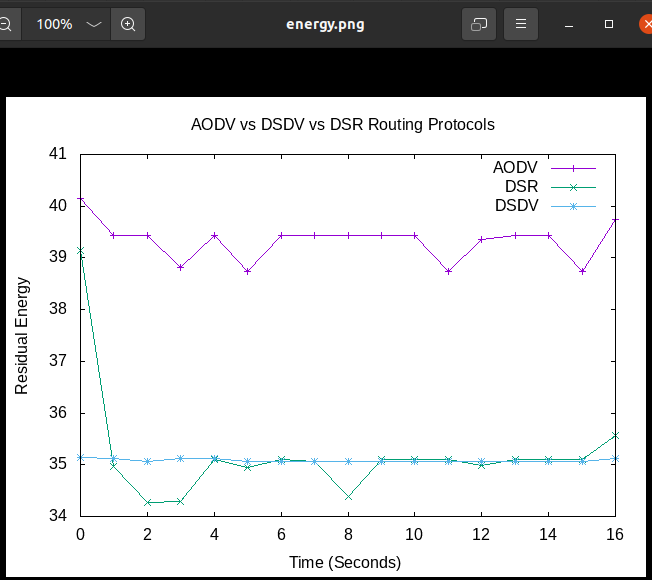 100%
energy.png
AODV vs DSDV vs DSR Routing Protocols
41
40
39
38
37
36
35
34
Residual Energy
AODV
DSR
DSDV
0 2 4 6 8 10 12 14 16
Time (Seconds)